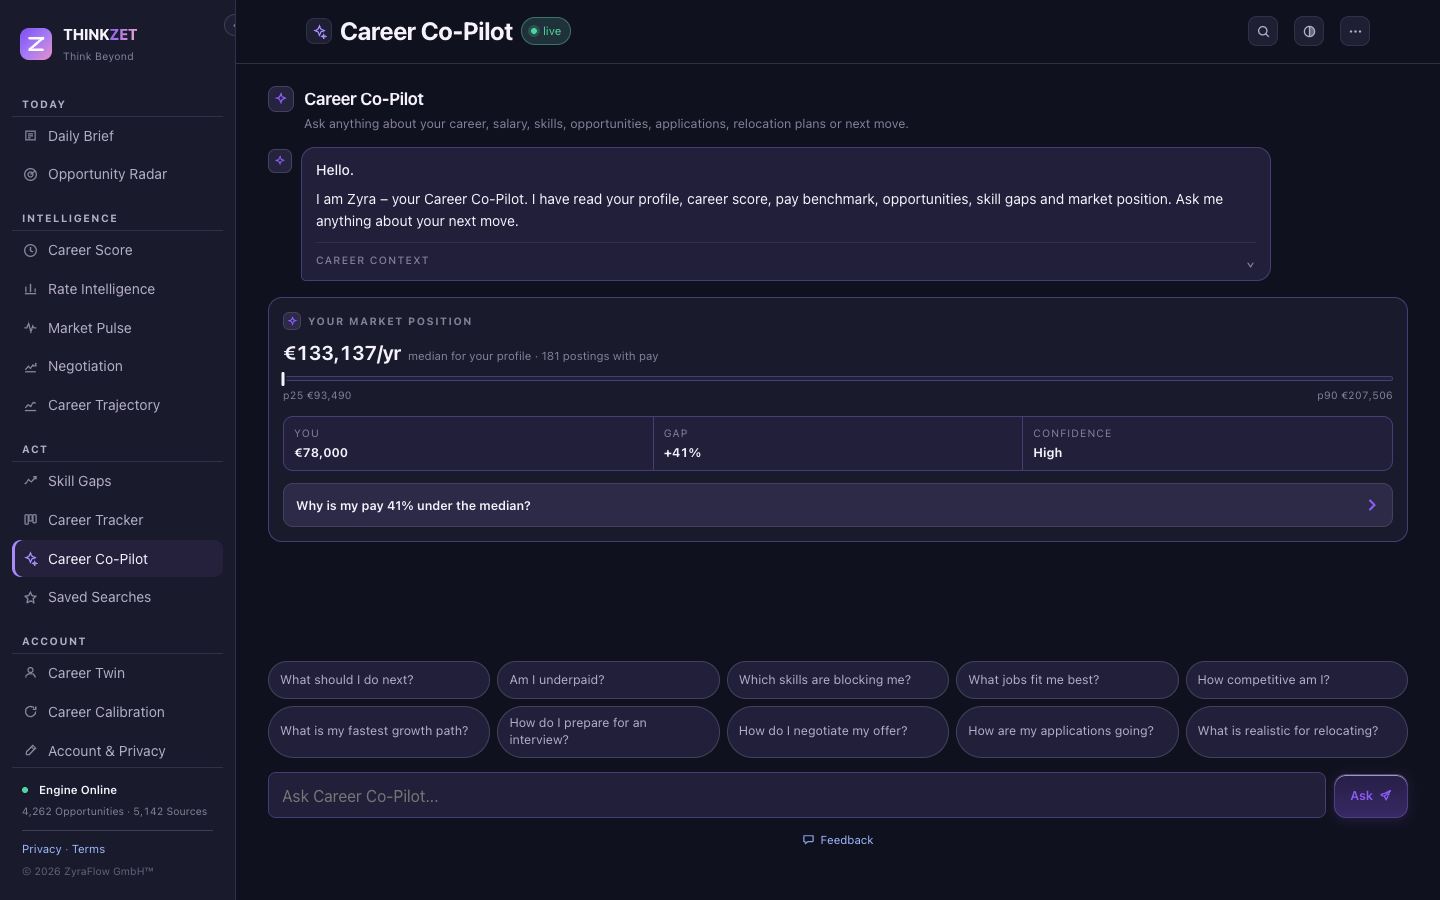 THINKZET
Think Beyond
TODAY
Daily Brief
Opportunity Radar
INTELLIGENCE
Career Score
Rate Intelligence
Market Pulse
Negotiation
Career Trajectory
ACT
Skill Gaps
Career Tracker
Career Co-Pilot
Saved Searches
ACCOUNT
Career Twin
Career Calibration
Account & Privacy
Engine Online
4,262 Opportunities · 5,142 Sources
Privacy · Terms
© 2026 ZyraFlow GmbH™
Career Co-Pilot
live
Career Co-Pilot
Ask anything about your career, salary, skills, opportunities, applications, relocation plans or next move.
Hello.
I am Zyra – your Career Co-Pilot. I have read your profile, career score, pay benchmark, opportunities, skill gaps and market position. Ask me
anything about your next move.
CAREER CONTEXT
YOUR MARKET POSITION
€133,137/yr median for your profile · 181 postings with pay
p25 €93,490 p90 €207,506
YOU GAP CONFIDENCE
€78,000 +41% High
Why is my pay 41% under the median?
What should I do next? Am I underpaid? Which skills are blocking me? What jobs fit me best? How competitive am I?
What is my fastest growth path? How do I prepare for an interview? How do I negotiate my offer? How are my applications going? What is realistic for relocating?
Ask Career Co-Pilot...
Ask
Feedback